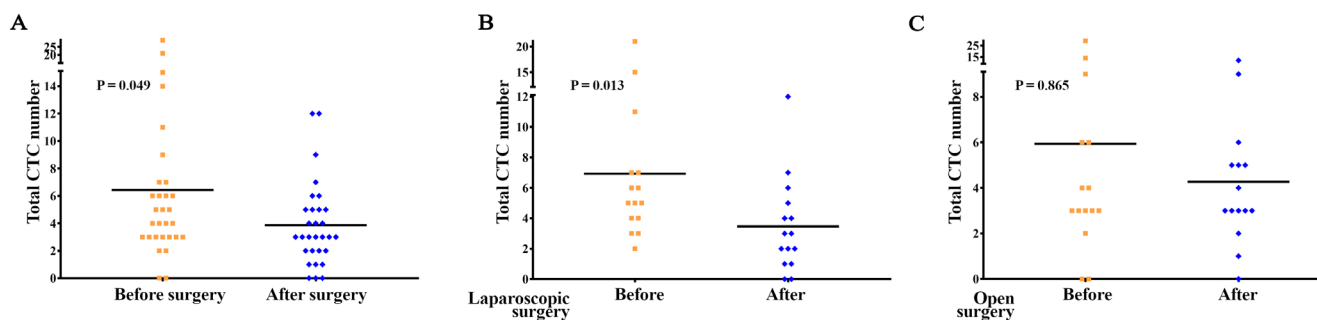 A
Total CTC number
25
20
14
12
10
8
6
4
2
0
P = 0.049
Before surgery
After surgery
B
Total CTC number
20
15
12
10
8
6
4
2
0
P = 0.013
Laparoscopic
surgery
Before
After
C
Total CTC number
25
15
8
6
4
2
0
P = 0.865
Open
surgery
Before
After